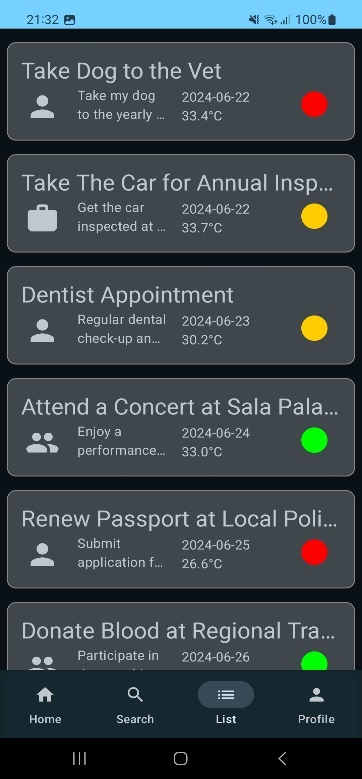 21:32
100%
Take Dog to the Vet
Take my dog
to the yearly ...
2024-06-22
33.4°C
Take The Car for Annual Insp...
Get the car
inspected at ...
2024-06-22
33.7°C
Dentist Appointment
Regular dental
check-up an...
2024-06-23
30.2°C
Attend a Concert at Sala Pala...
Enjoy a
performance...
2024-06-24
33.0°C
Renew Passport at Local Poli...
Submit
application f...
2024-06-25
26.6°C
Donate Blood at Regional Tra...
Participate in
2024-06-26
Home
Search
List
Profile